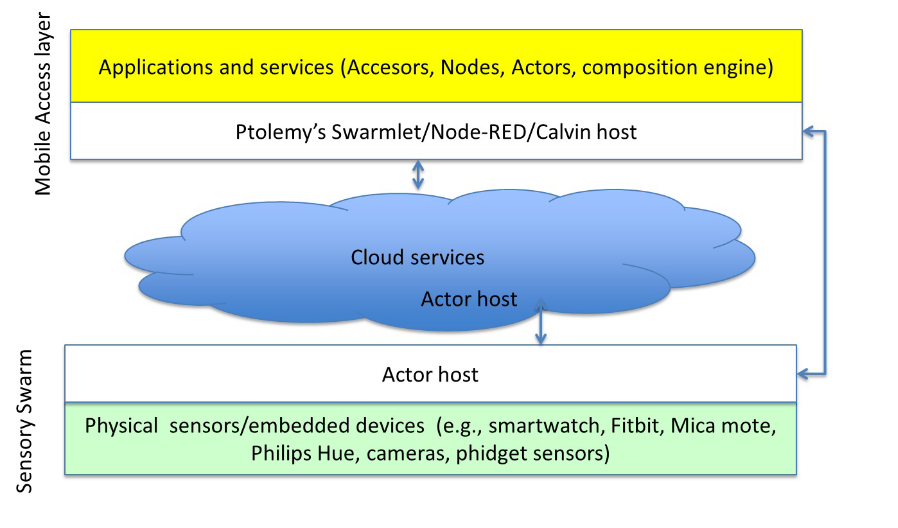 Mobile Access layer
Applications and services (Accesors, Nodes, Actors, composition engine)
Ptolemy’s Swarmlet/Node-RED/Calvin host
Cloud services
Actor host
Sensory Swarm
Actor host
Physical sensors/embedded devices (e.g., smartwatch, Fitbit, Mica mote,
Philips Hue, cameras, phidget sensors)